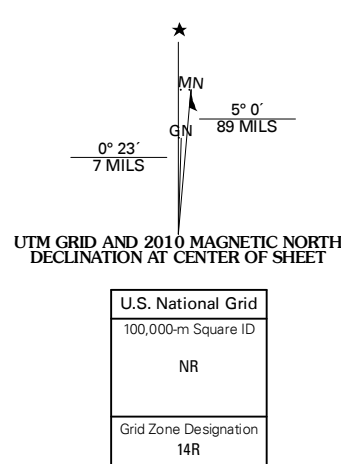 ★
MN
GN
5° 0´
89 MILS
0° 23´
7 MILS
UTM GRID AND 2010 MAGNETIC NORTH
DECLINATION AT CENTER OF SHEET
U.S. National Grid
100,000-m Square ID
NR
Grid Zone Designation
14R